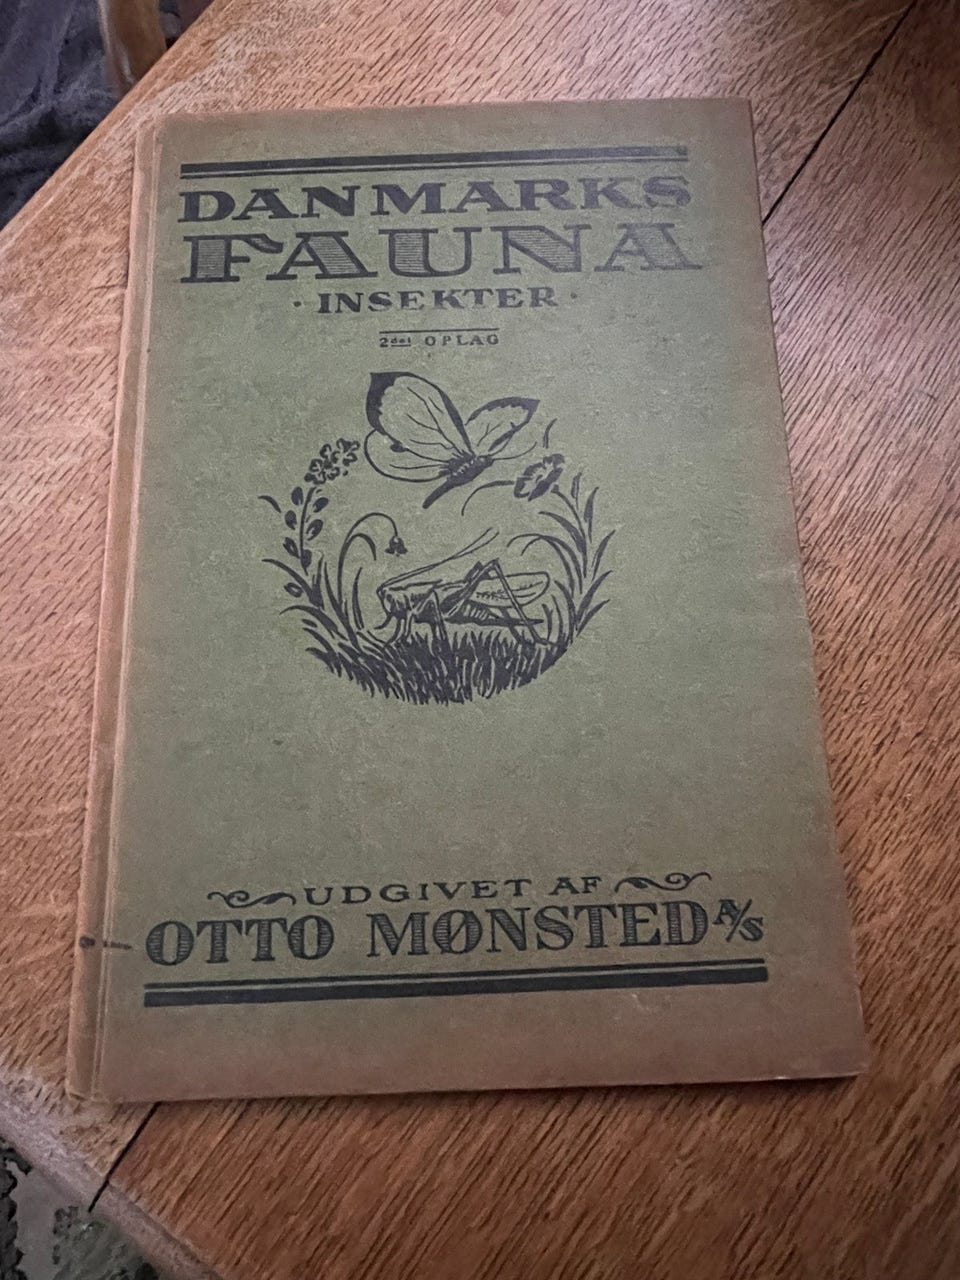 DANMARKS
FAUNA
· INSEKTER ·
2det OPLAG
UDGIVET AF
OTTO MØNSTED A/S